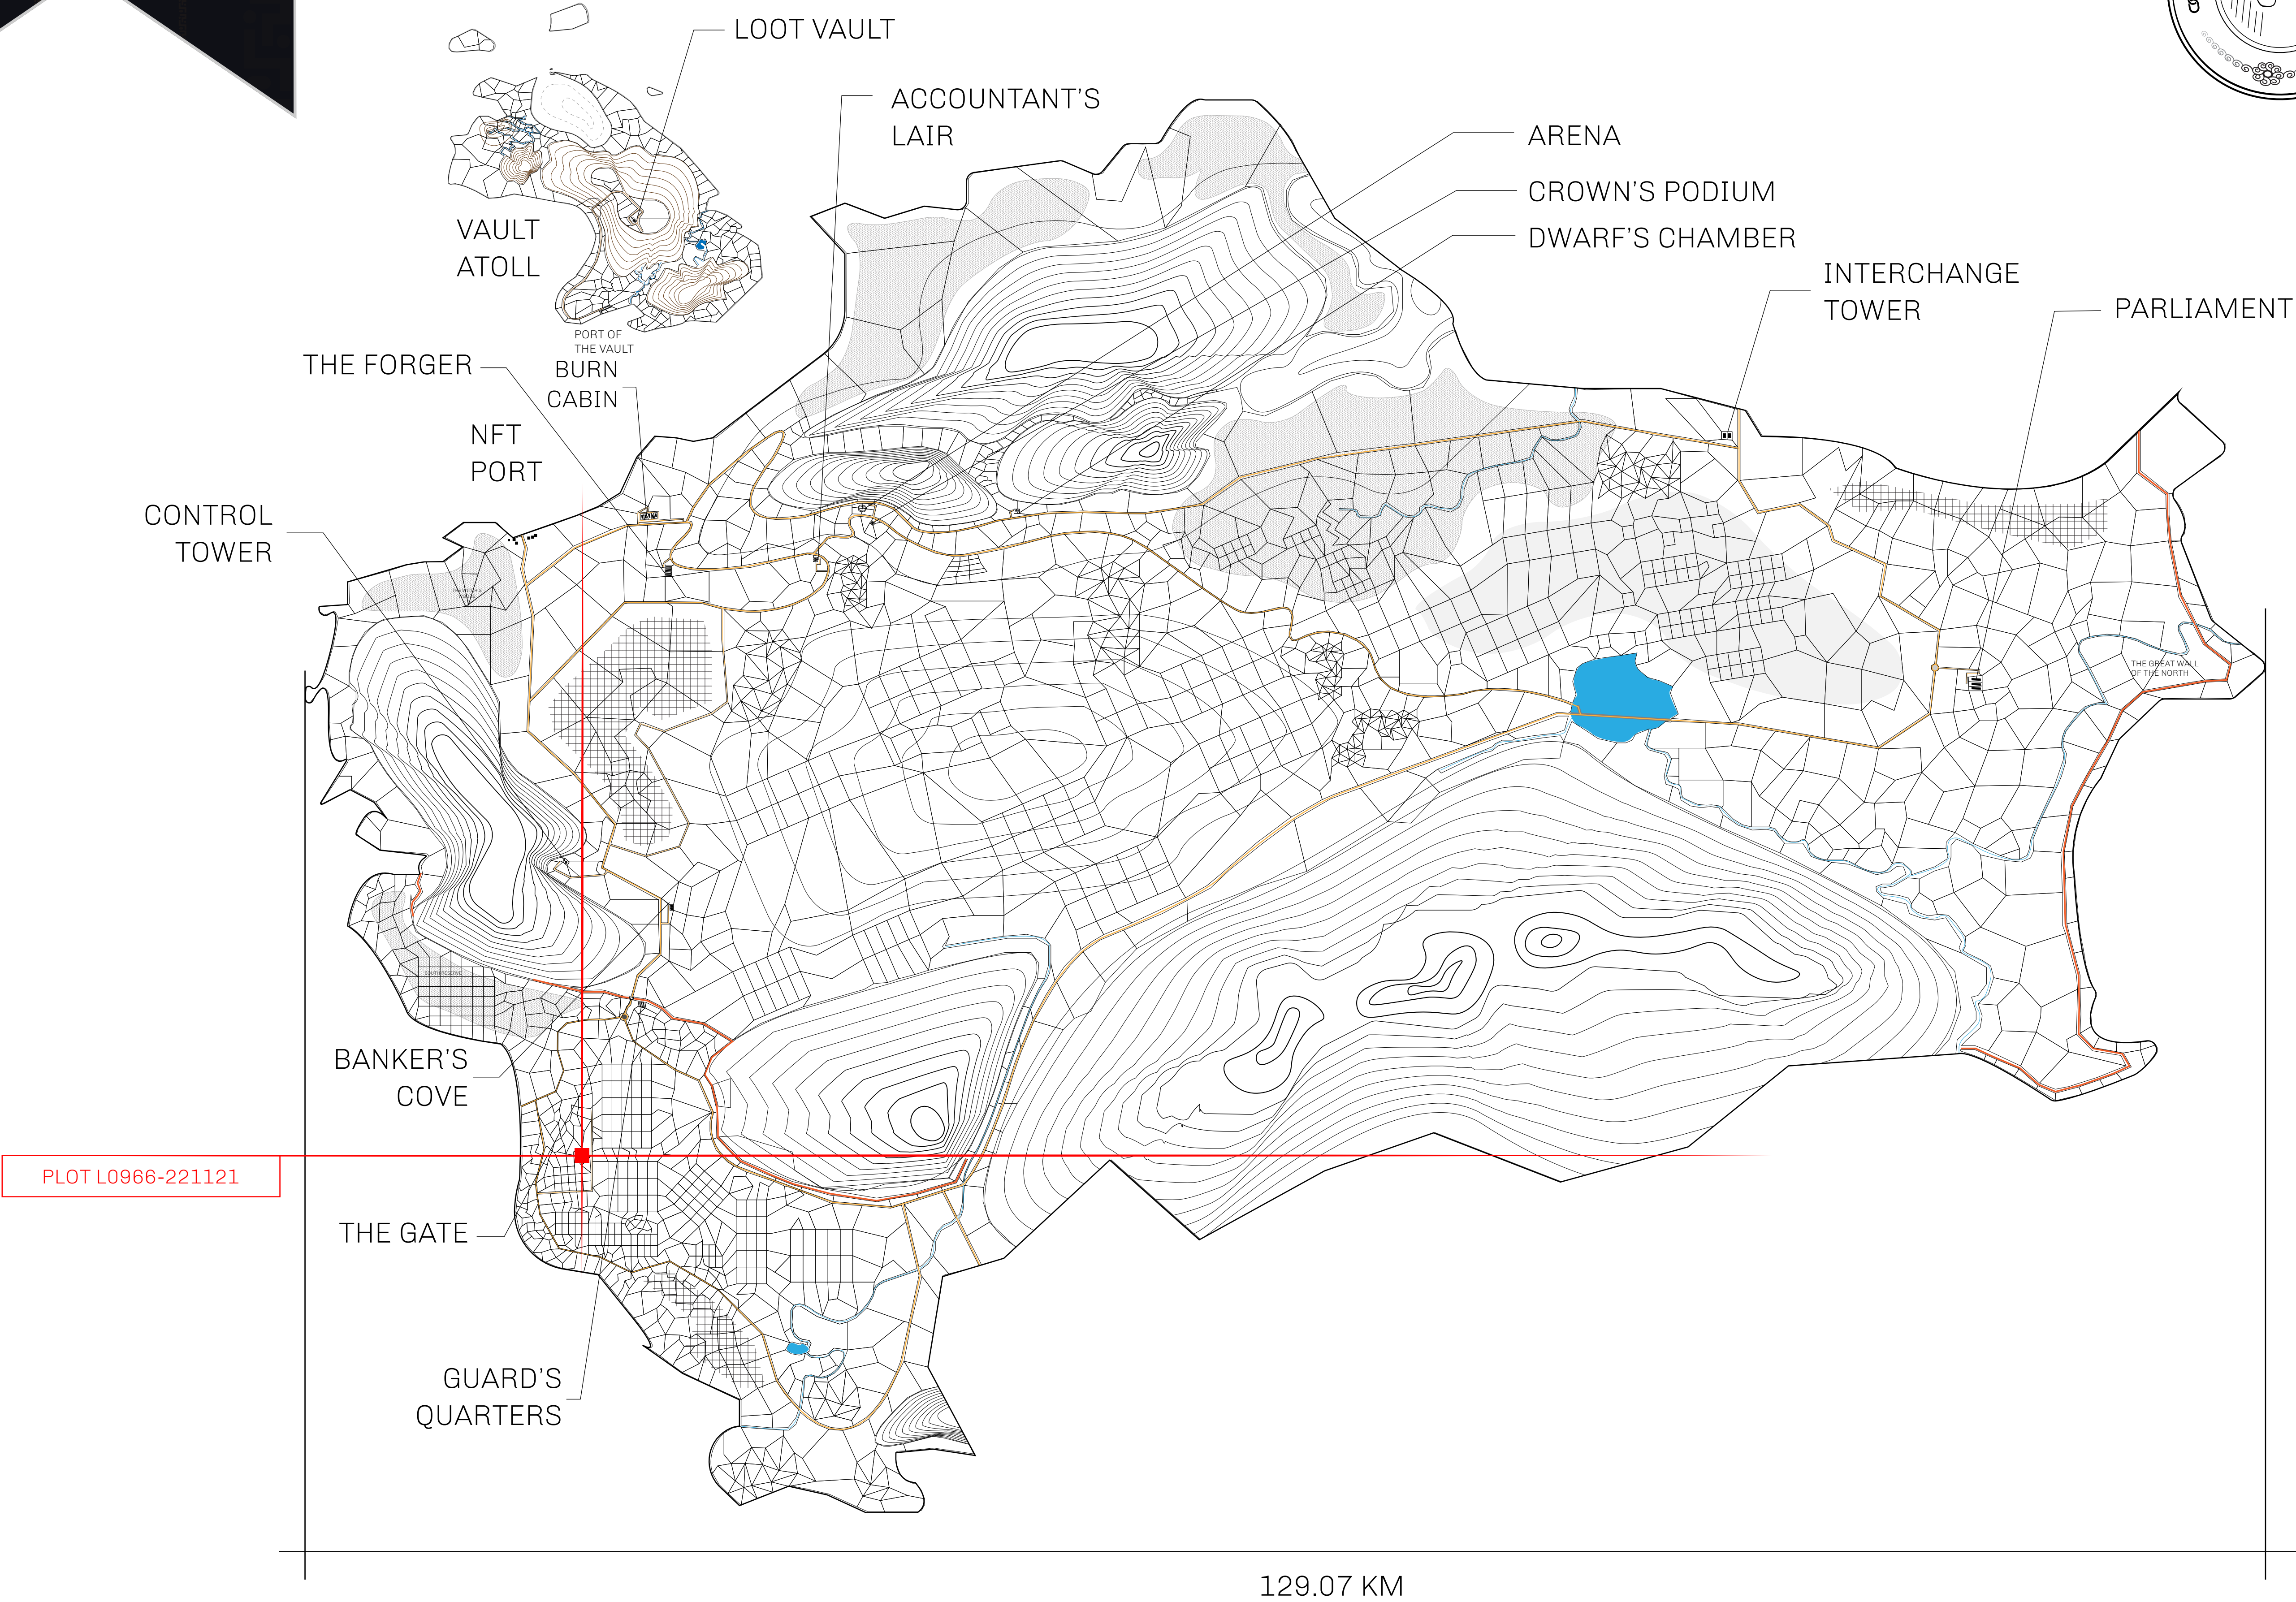 LOOT VAULT
ACCOUNTANT'S
LAIR
ARENA
CROWN'S PODIUM
DWARF'S CHAMBER
INTERCHANGE
TOWER
PARLIAMENT
VAULT
ATOLL
PORT OF
THE VAULT
THE FORGER
BURN
CABIN
NFT
PORT
CONTROL
TOWER
THE GREAT WALL
OF THE NORTH
SOUTH RESERVE
BANKER'S
COVE
PLOT L0966-221121
THE GATE
GUARD'S
QUARTERS
129.07 KM